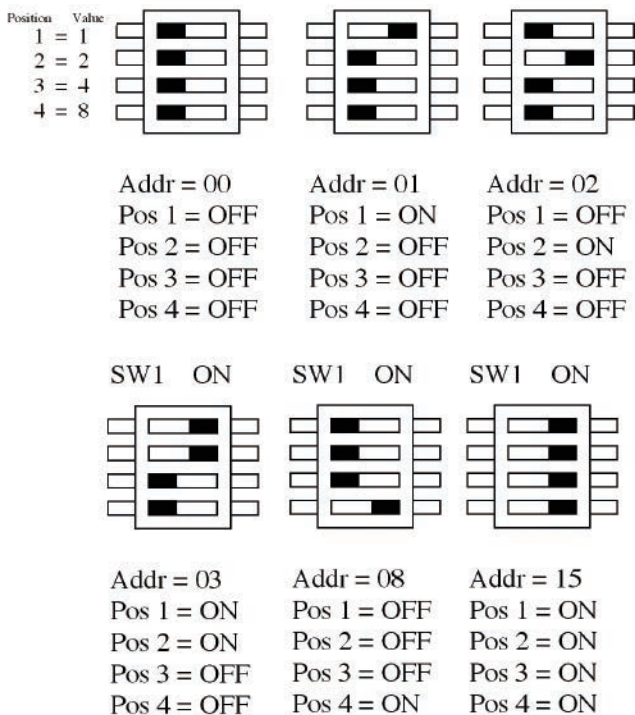 Position Value
1 = 1
2 = 2
3 = 4
4 = 8
Addr = 00
Pos 1 = OFF
Pos 2 = OFF
Pos 3 = OFF
Pos 4 = OFF
Addr = 01
Pos 1 = ON
Pos 2 = OFF
Pos 3 = OFF
Pos 4 = OFF
Addr = 02
Pos 1 = OFF
Pos 2 = ON
Pos 3 = OFF
Pos 4 = OFF
SW1 ON
Addr = 03
Pos 1 = ON
Pos 2 = ON
Pos 3 = OFF
Pos 4 = OFF
SW1 ON
Addr = 08
Pos 1 = OFF
Pos 2 = OFF
Pos 3 = OFF
Pos 4 = ON
SW1 ON
Addr = 15
Pos 1 = ON
Pos 2 = ON
Pos 3 = ON
Pos 4 = ON